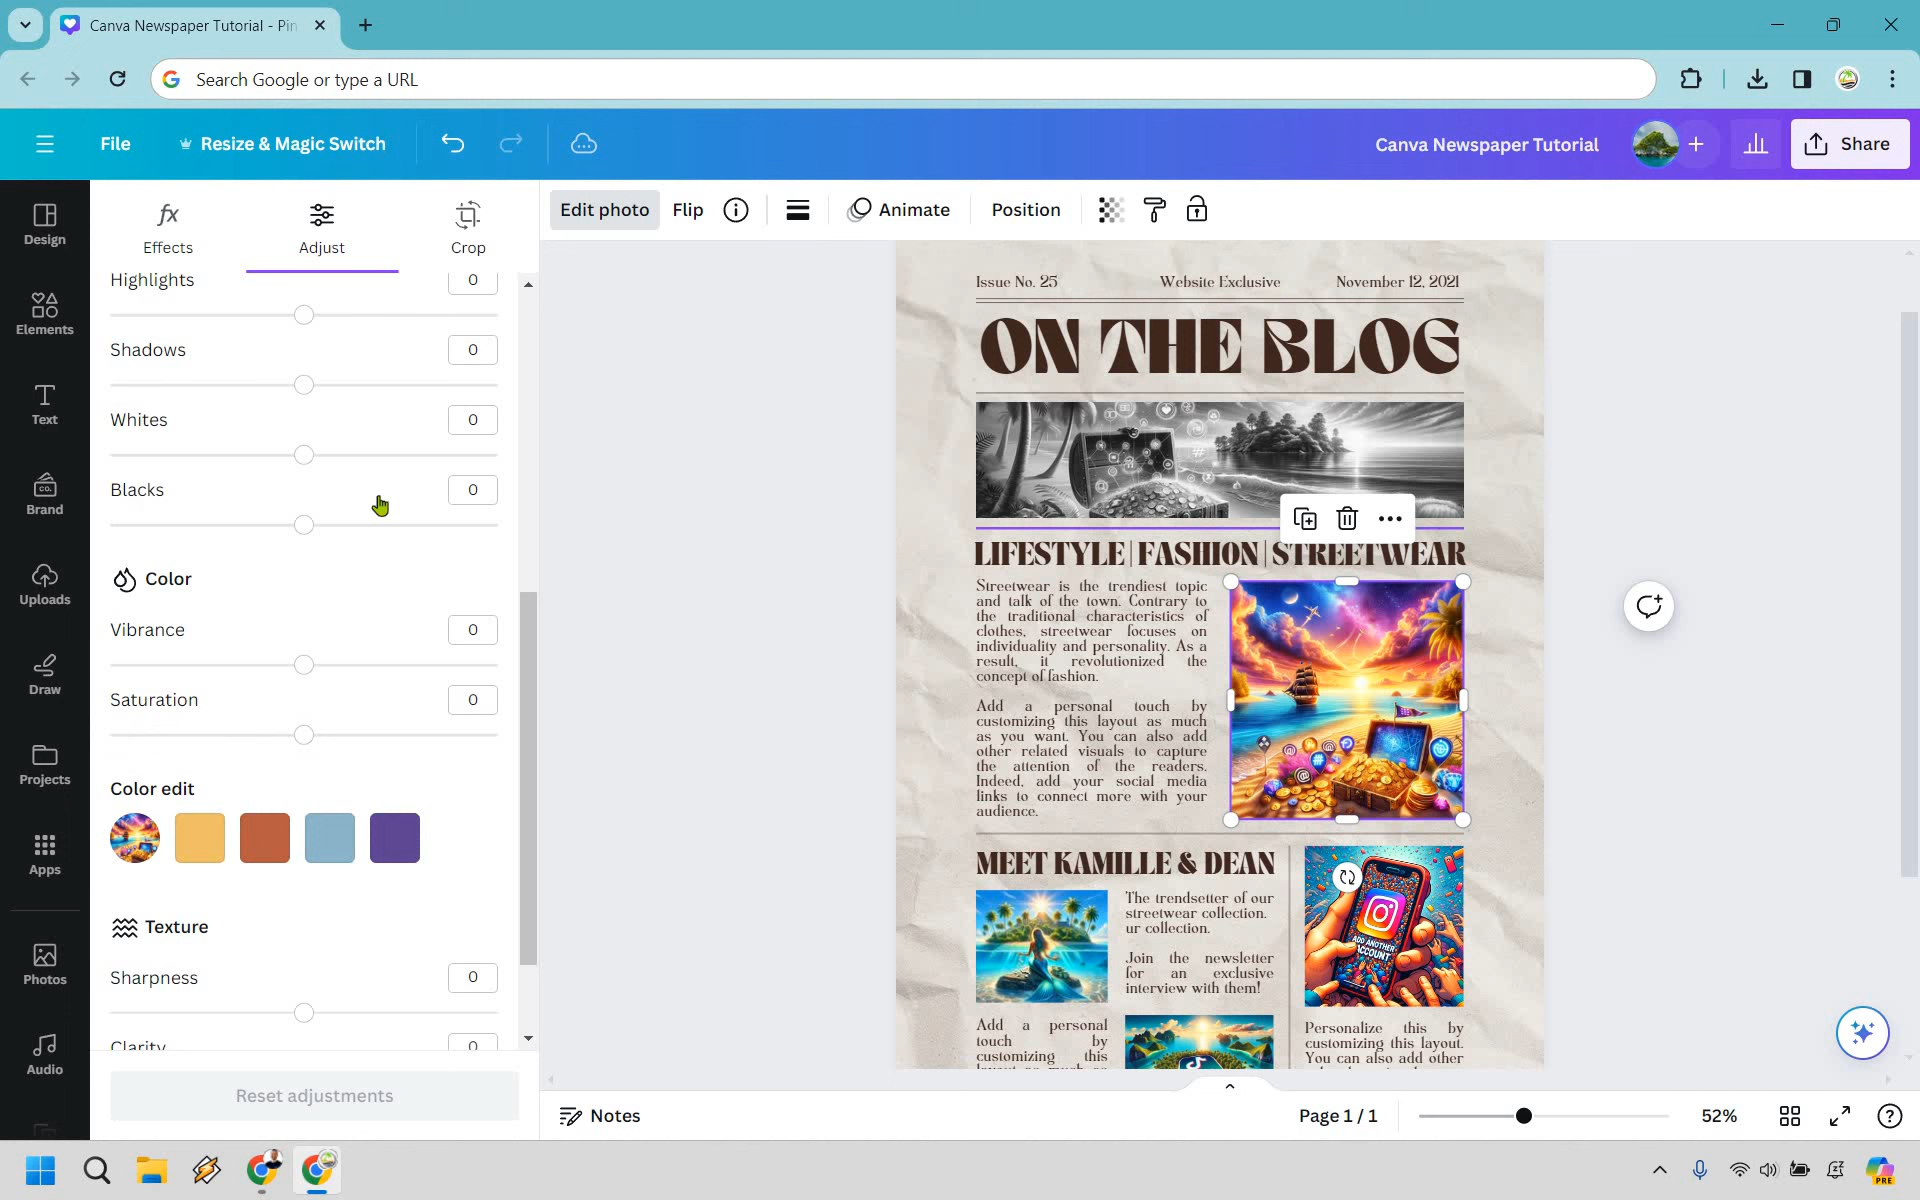 Canva Newspaper Tutorial - Pin
Search Google or type a URL
File
Resize & Magic Switch
Canva Newspaper Tutorial
Share
Design
Elements
Text
CO.
Brand
Uploads
Draw
Projects
Apps
Photos
Audio
Effects
Adjust
Crop
Highlights
0
Shadows
0
Whites
0
Blacks
0
Color
Vibrance
0
Saturation
0
Color edit
Texture
Sharpness
0
Clarity
0
Reset adjustments
Edit photo
Flip
Animate
Position
Issue No. 25
Website Exclusive
November 12, 2021
ON THE BLOG
LIFESTYLE | FASHION | STREETWEAR
Streetwear is the trendiest topic
and talk of the town. Contrary to
the traditional characteristics of
clothes, streetwear focuses on
individuality and personality. As a
result, it revolutionized the
concept of fashion.
Add a personal touch by
customizing this layout as much
as you want. You can also add
other related visuals to capture
the attention of the readers.
Indeed, add your social media
links to connect more with your
audience.
MEET KAMILLE & DEAN
The trendsetter of our
streetwear collection.
ur collection.
Join the newsletter
for an exclusive
interview with them!
Add a personal
touch by
customizing this
layout as much as
ADD ANOTHER
ACCOUNT
Personalize this by
customizing this layout.
You can also add other
Notes
Page 1 / 1
52%
PRE